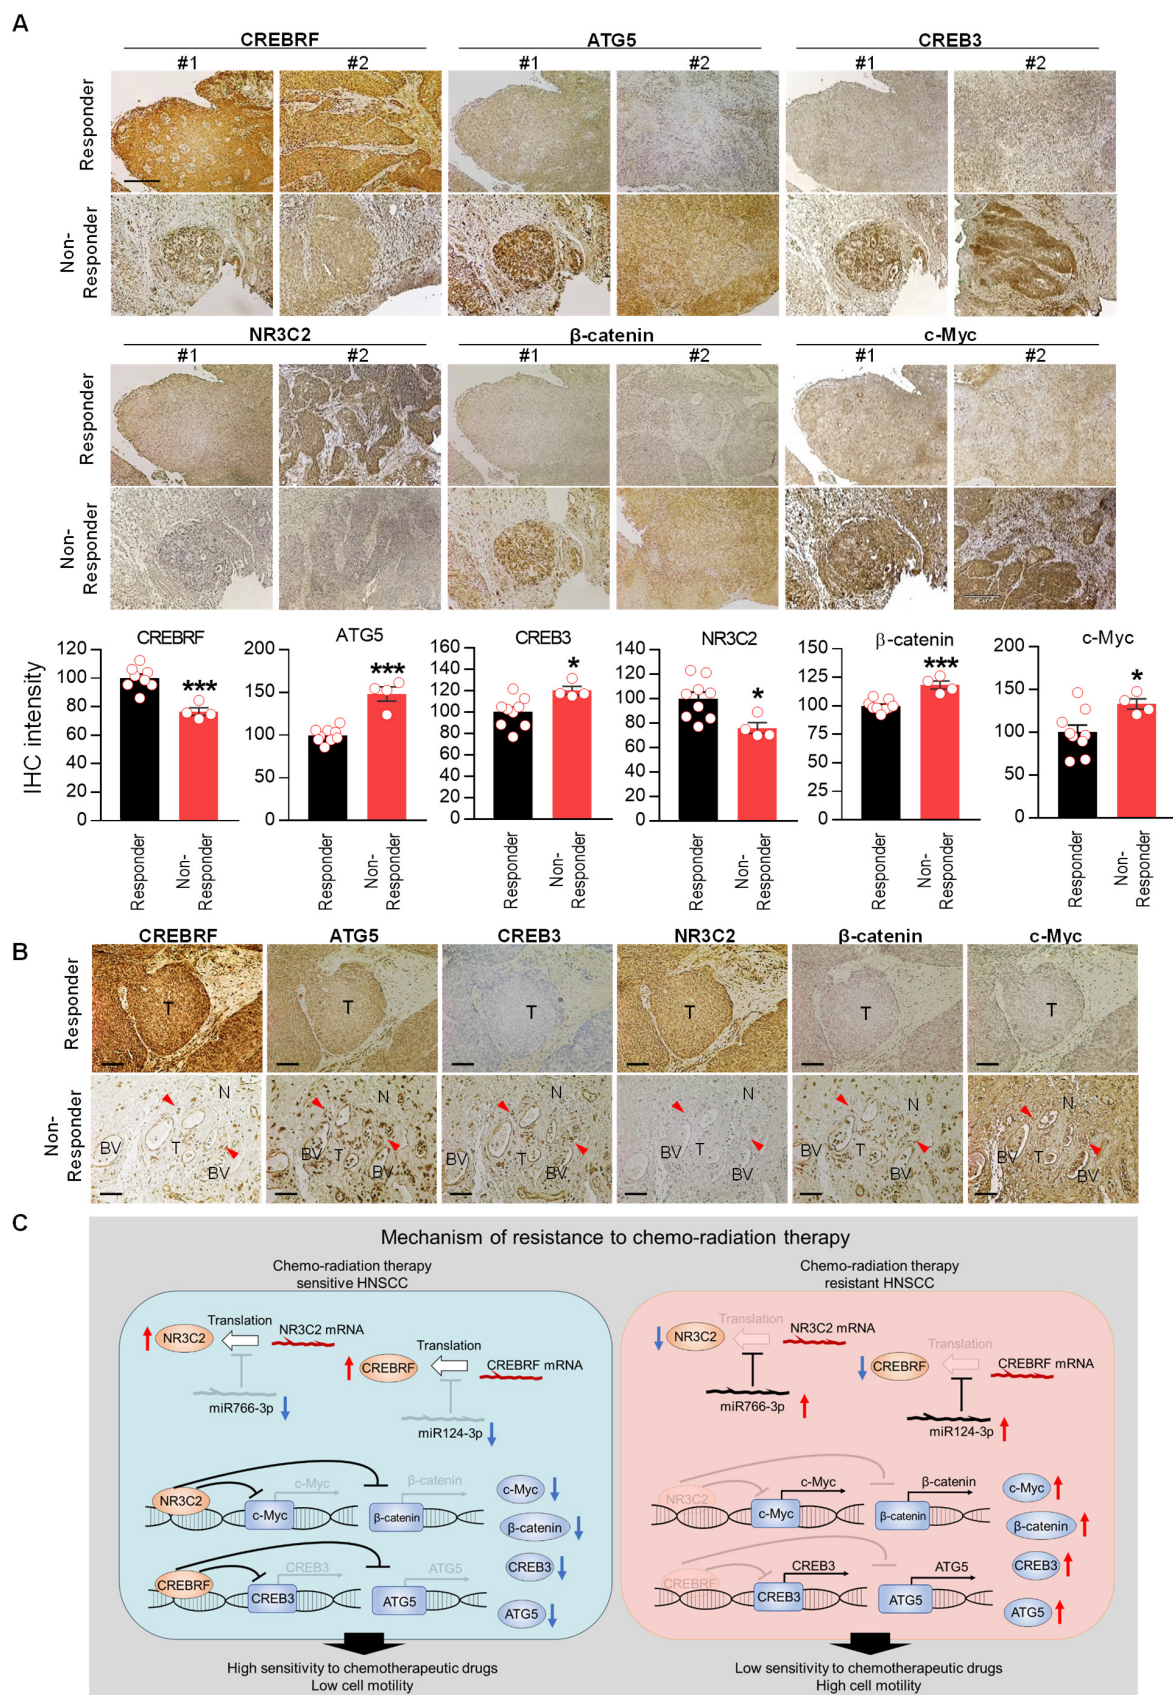 A
CREBRF ATG5 CREB3
#1 #2 #1 #2 #1 #2
Responder
Non-
Responder
NR3C2 β-catenin c-Myc
#1 #2 #1 #2 #1 #2
Responder
Non-
Responder
IHC intensity
CREBRF
120
100
80
60
40
20
0
***
Responder
Non-
Responder
ATG5
200
150
100
50
0
***
Responder
Non-
Responder
CREB3
160
140
120
100
80
60
40
20
0
*
Responder
Non-
Responder
NR3C2
140
120
100
80
60
40
20
0
*
Responder
Non-
Responder
β-catenin
150
125
100
75
50
25
0
***
Responder
Non-
Responder
c-Myc
200
150
100
50
0
*
Responder
Non-
Responder
B
CREBRF ATG5 CREB3 NR3C2 β-catenin c-Myc
Responder
T T T T T T
Non-
Responder
N N N N N N
BV T BV
BV T BV
BV T BV
BV T BV
BV T BV
BV T BV
C
Mechanism of resistance to chemo-radiation therapy
Chemo-radiation therapy
sensitive HNSCC
NR3C2
Translation
NR3C2 mRNA
miR766-3p
CREBRF
Translation
CREBRF mRNA
miR124-3p
NR3C2
c-Myc
c-Myc
β-catenin
β-catenin
CREBRF
CREB3
CREB3
ATG5
ATG5
c-Myc
β-catenin
CREB3
ATG5
High sensitivity to chemotherapeutic drugs
Low cell motility
Chemo-radiation therapy
resistant HNSCC
NR3C2
Translation
NR3C2 mRNA
miR766-3p
CREBRF
Translation
CREBRF mRNA
miR124-3p
NR3C2
c-Myc
c-Myc
β-catenin
β-catenin
CREBRF
CREB3
CREB3
ATG5
ATG5
c-Myc
β-catenin
CREB3
ATG5
Low sensitivity to chemotherapeutic drugs
High cell motility